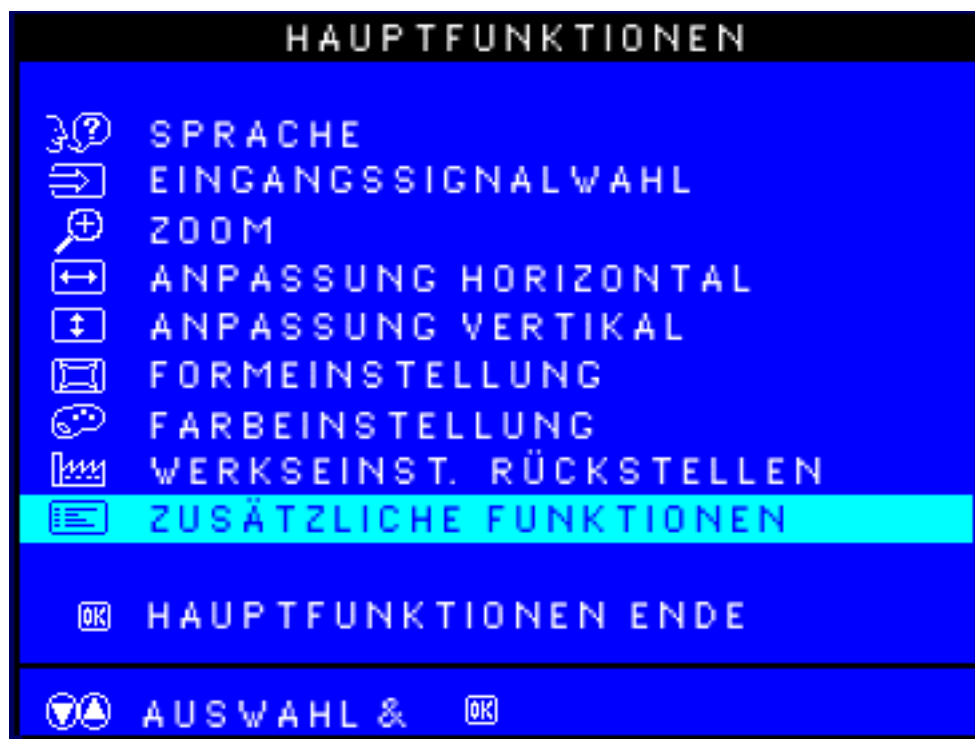 HAUPTFUNKTIONEN
SPRACHE
EINGANGSSIGNALWAHL
ZOOM
ANPASSUNG HORIZONTAL
ANPASSUNG VERTIKAL
FORMEINSTELLUNG
FARBEINSTELLUNG
WERKSEINST. RÜCKSTELLEN
ZUSÄTZLICHE FUNKTIONEN
OK HAUPTFUNKTIONEN ENDE
AUSWAHL & OK